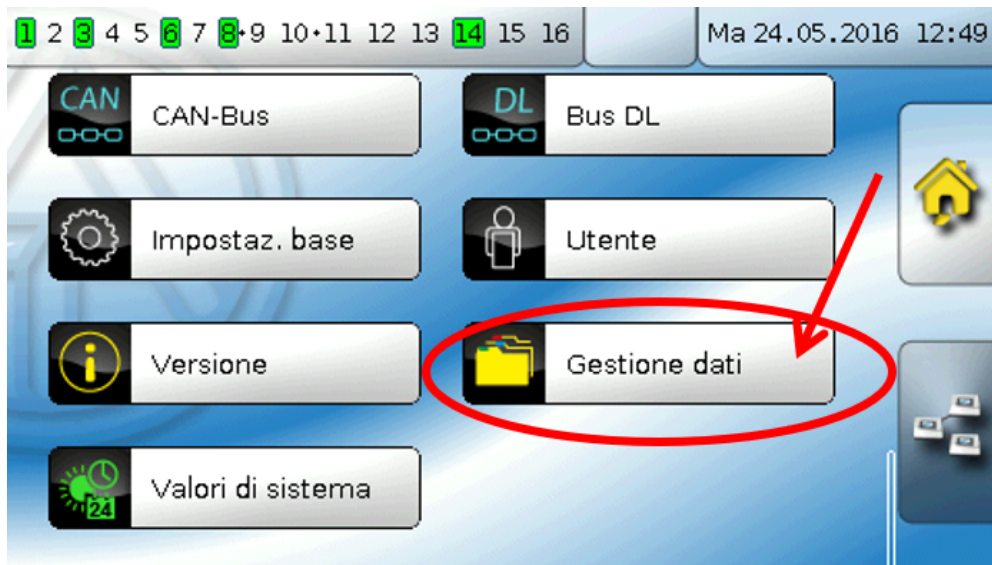 1 2 3 4 5 6 7 8•9 10•11 12 13 14 15 16 Ma 24.05.2016 12:49
CAN CAN-Bus DL Bus DL
Impostaz. base Utente
Versione Gestione dati
24 Valori di sistema